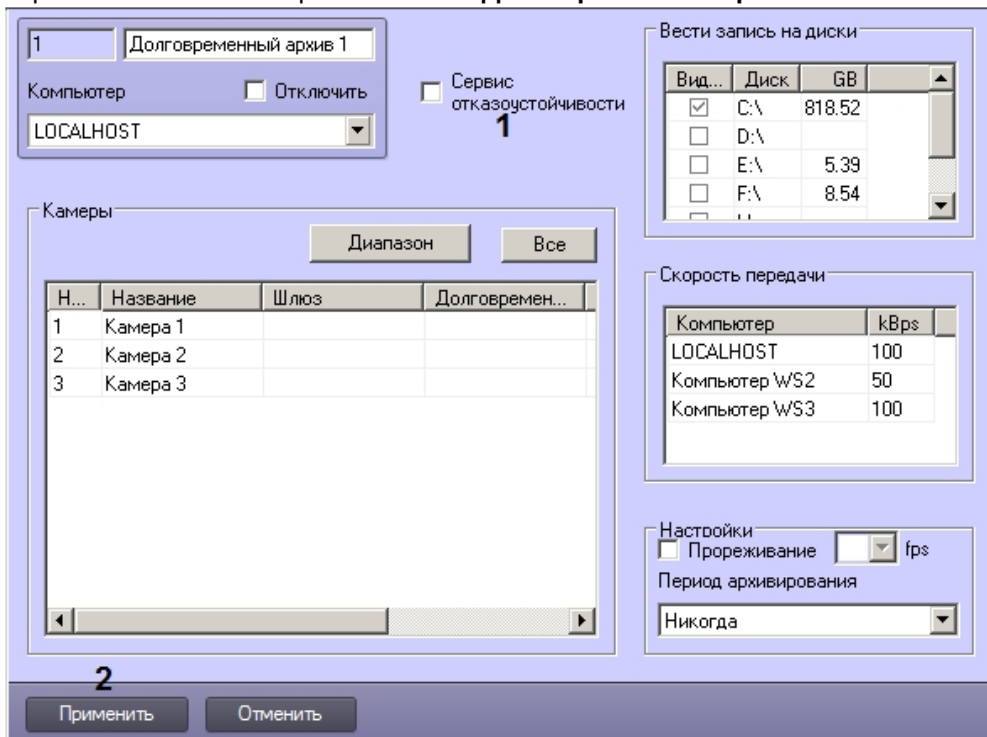 1 Долговременный архив 1
Компьютер Отключить
LOCALHOST
Сервис
отказоустойчивости
1
Вести запись на диски
Вид... Диск GB
C:\ 818.52
D:\
E:\ 5.39
F:\ 8.54
Камеры
Диапазон Все
Н... Название Шлюз Долговремен...
1 Камера 1
2 Камера 2
3 Камера 3
Скорость передачи
Компьютер kBps
LOCALHOST 100
Компьютер WS2 50
Компьютер WS3 100
Настройки
Прореживание fps
Период архивирования
Никогда
2
Применить Отменить